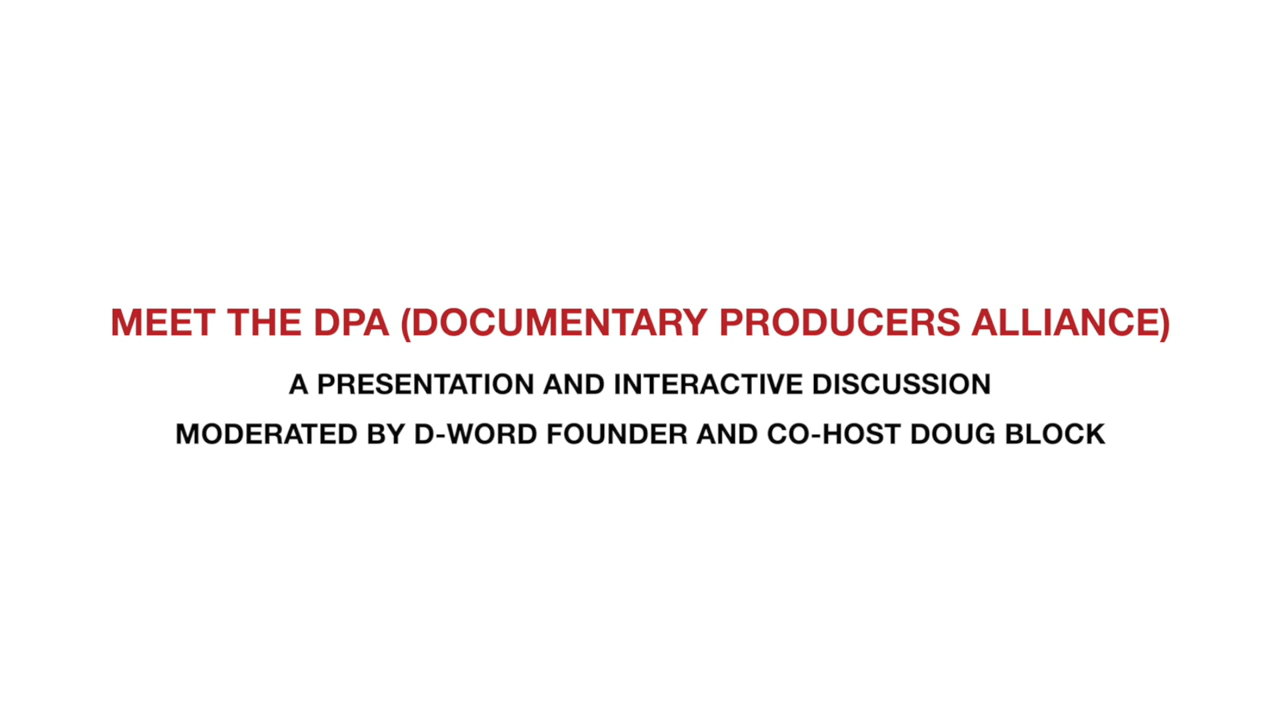 MEET THE DPA (DOCUMENTARY PRODUCERS ALLIANCE)
A PRESENTATION AND INTERACTIVE DISCUSSION
MODERATED BY D-WORD FOUNDER AND CO-HOST DOUG BLOCK